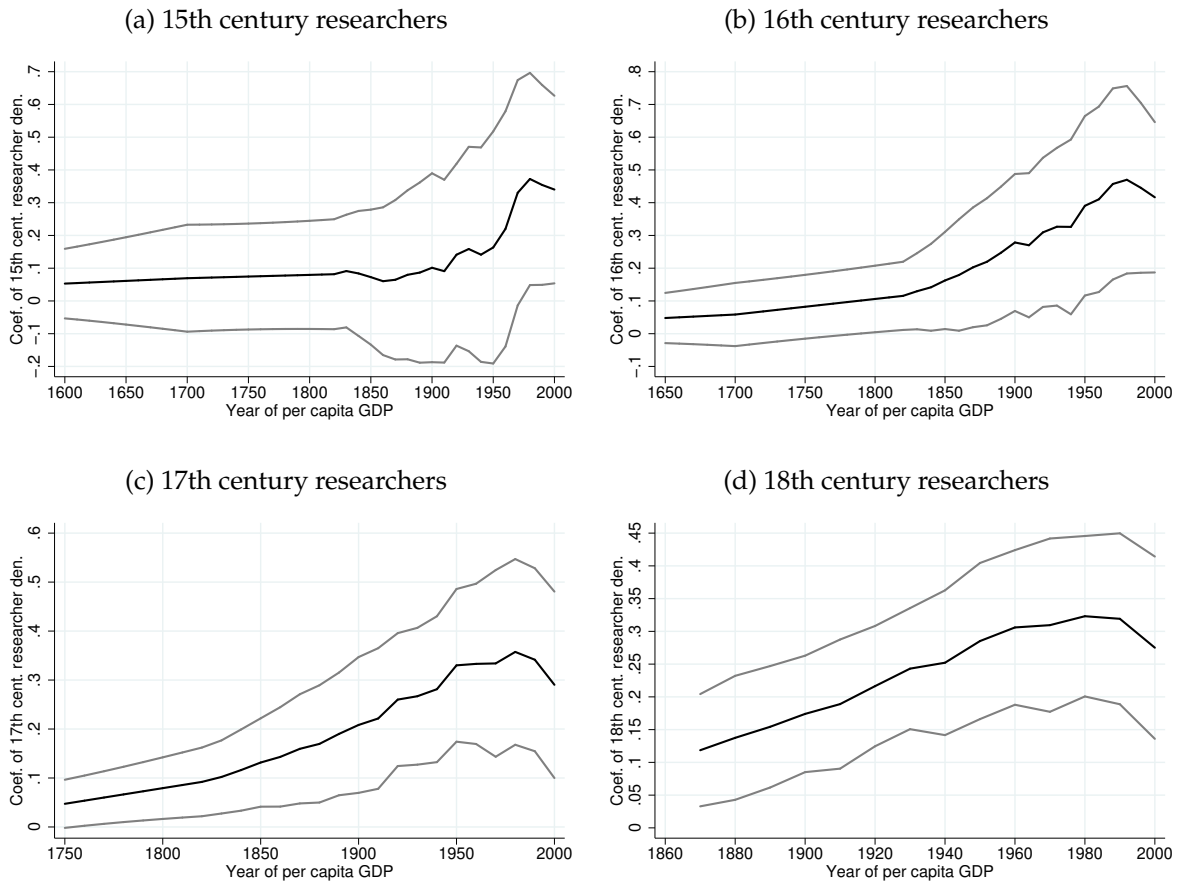 (a) 15th century researchers
Coef. of 15th cent. researcher den.
.7
.6
.5
.4
.3
.2
.1
0
-.1
-.2
1600 1650 1700 1750 1800 1850 1900 1950 2000
Year of per capita GDP
(b) 16th century researchers
Coef. of 16th cent. researcher den.
.8
.7
.6
.5
.4
.3
.2
.1
0
-.1
1650 1700 1750 1800 1850 1900 1950 2000
Year of per capita GDP
(c) 17th century researchers
Coef. of 17th cent. researcher den.
.6
.5
.4
.3
.2
.1
0
1750 1800 1850 1900 1950 2000
Year of per capita GDP
(d) 18th century researchers
Coef. of 18th cent. researcher den.
.45
.4
.35
.3
.25
.2
.15
.1
.05
0
1860 1880 1900 1920 1940 1960 1980 2000
Year of per capita GDP